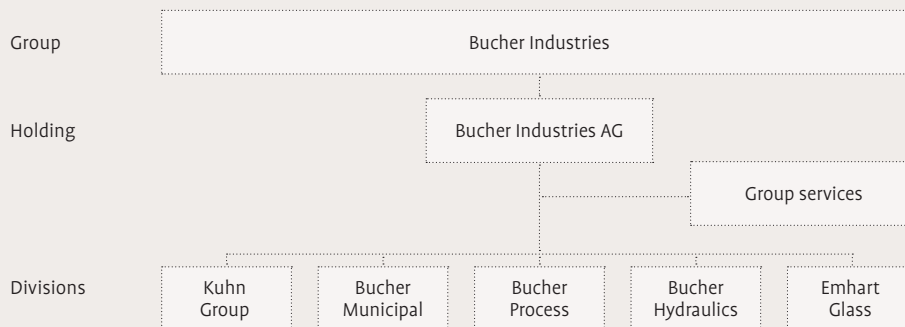 Group
Bucher Industries
Holding
Bucher Industries AG
Group services
Divisions
Kuhn
Group
Bucher
Municipal
Bucher
Process
Bucher
Hydraulics
Emhart
Glass